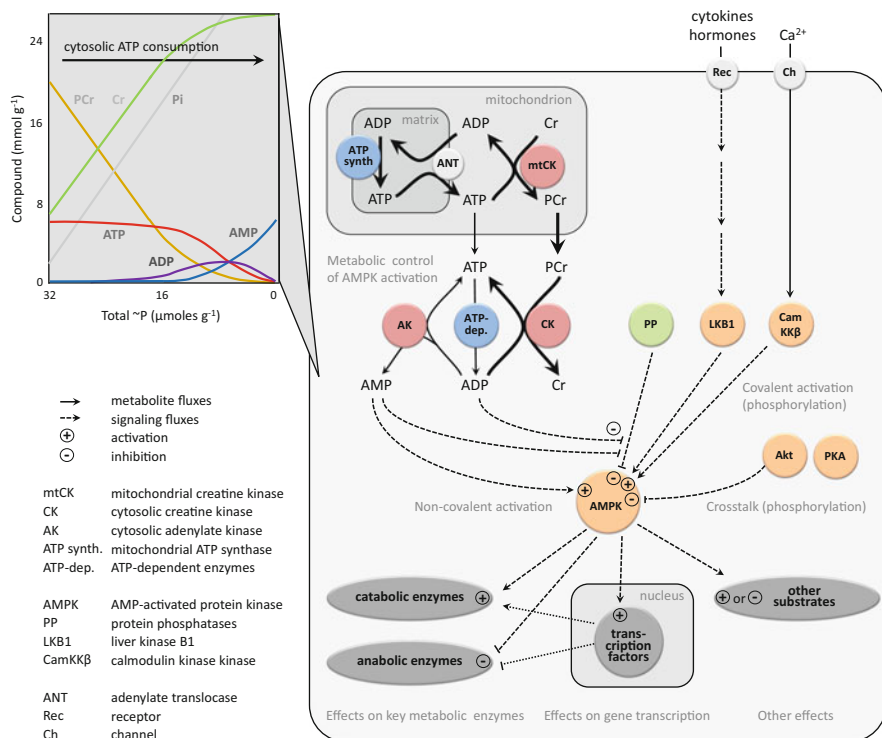 24
16
8
0
Compound (mmol g⁻¹)
cytosolic ATP consumption
PCr
Cr
Pi
ATP
ADP
AMP
32
16
0
Total ~P (μmoles g⁻¹)
metabolite fluxes
signaling fluxes
+ activation
- inhibition
mtCK mitochondrial creatine kinase
CK cytosolic creatine kinase
AK cytosolic adenylate kinase
ATP synth. mitochondrial ATP synthase
ATP-dep. ATP-dependent enzymes
AMPK AMP-activated protein kinase
PP protein phosphatases
LKB1 liver kinase B1
CamKKβ calmodulin kinase kinase
ANT adenylate translocase
Rec receptor
Ch channel
cytokines
hormones
Ca²⁺
Rec
Ch
mitochondrion
matrix
ADP
ADP
Cr
ATP
synth
ANT
mtCK
ATP
ATP
PCr
Metabolic control
of AMPK activation
ATP
PCr
AK
ATP-
dep.
CK
PP
LKB1
Cam
KKβ
AMP
ADP
Cr
Covalent activation
(phosphorylation)
-
Akt
PKA
Non-covalent activation
+
-
+
-
AMPK
Crosstalk (phosphorylation)
catabolic enzymes +
nucleus
+
trans-
cription
factors
+ or -
other
substrates
anabolic enzymes -
Effects on key metabolic enzymes
Effects on gene transcription
Other effects